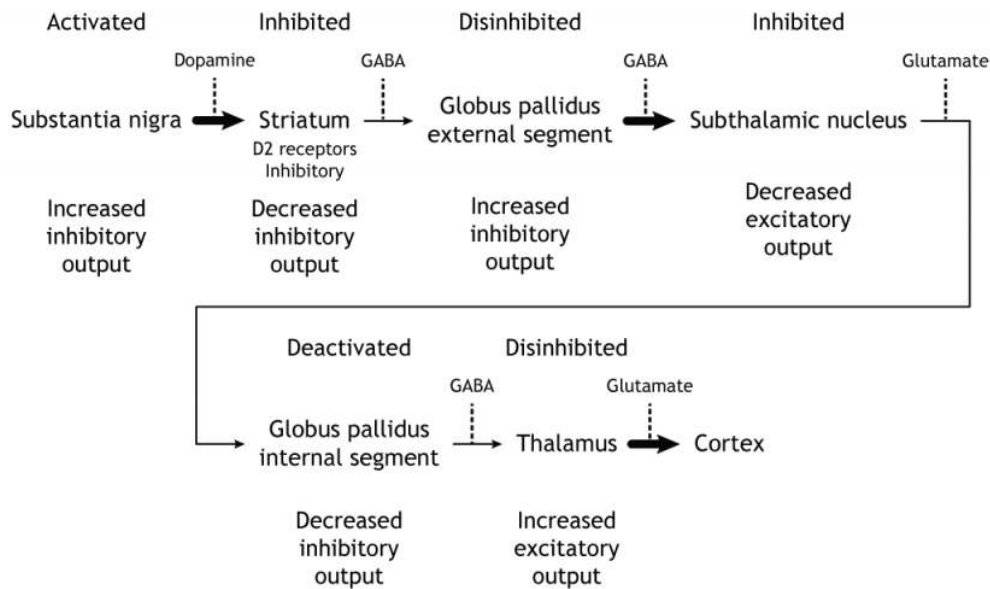 Activated Inhibited Disinhibited Inhibited
Dopamine GABA GABA Glutamate
Substantia nigra Striatum Globus pallidus external segment Subthalamic nucleus
D2 receptors
Inhibitory
Increased
inhibitory
output
Decreased
inhibitory
output
Increased
inhibitory
output
Decreased
excitatory
output
Deactivated Disinhibited
GABA Glutamate
Globus pallidus
internal segment Thalamus Cortex
Decreased
inhibitory
output
Increased
excitatory
output